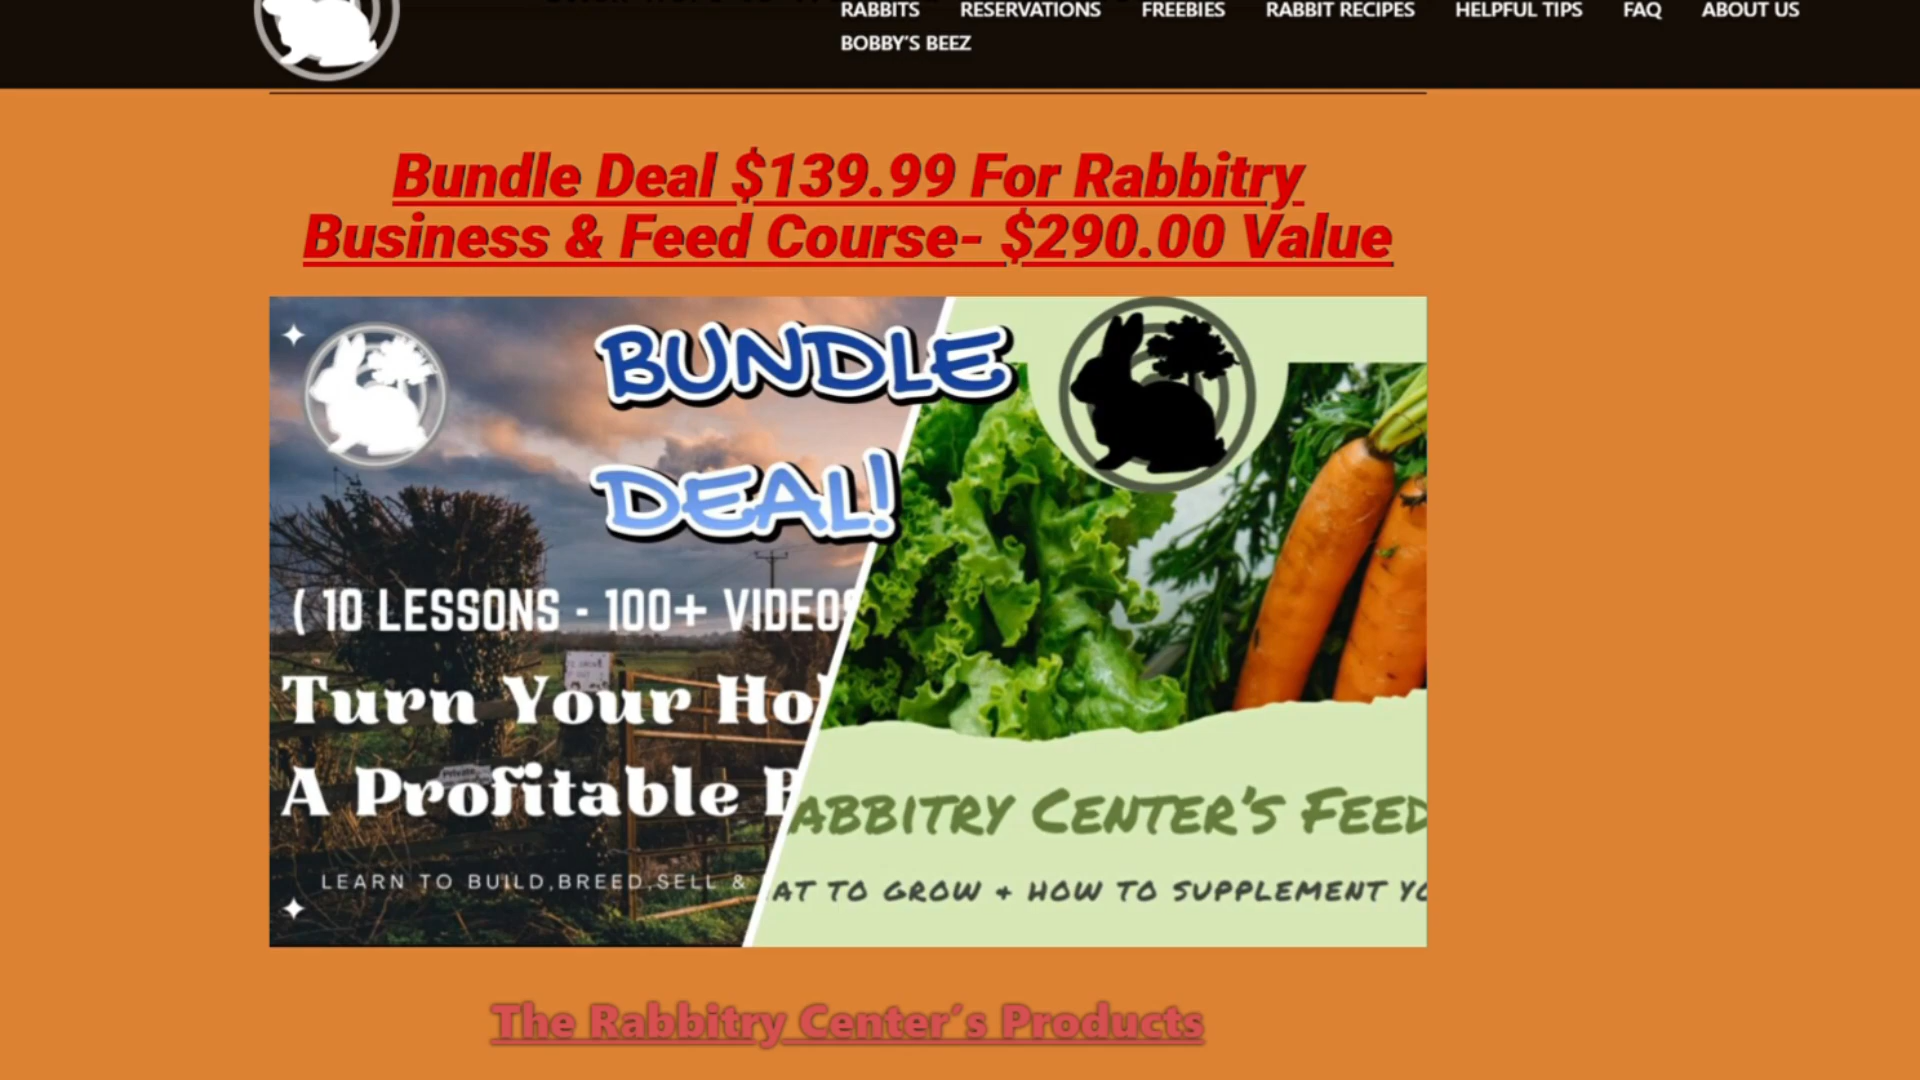 RABBITS RESERVATIONS FREEBIES RABBIT RECIPES HELPFUL TIPS FAQ ABOUT US
BOBBY'S BEEZ
Bundle Deal $139.99 For Rabbitry
Business & Feed Course- $290.00 Value
BUNDLE
DEAL!
( 10 LESSONS - 100+ VIDEOS
Turn Your Ho
A Profitable
LEARN TO BUILD,BREED,SELL &
ABBITRY CENTER'S FEED
AT TO GROW + HOW TO SUPPLEMENT YO
Private
The Rabbitry Center´s Products